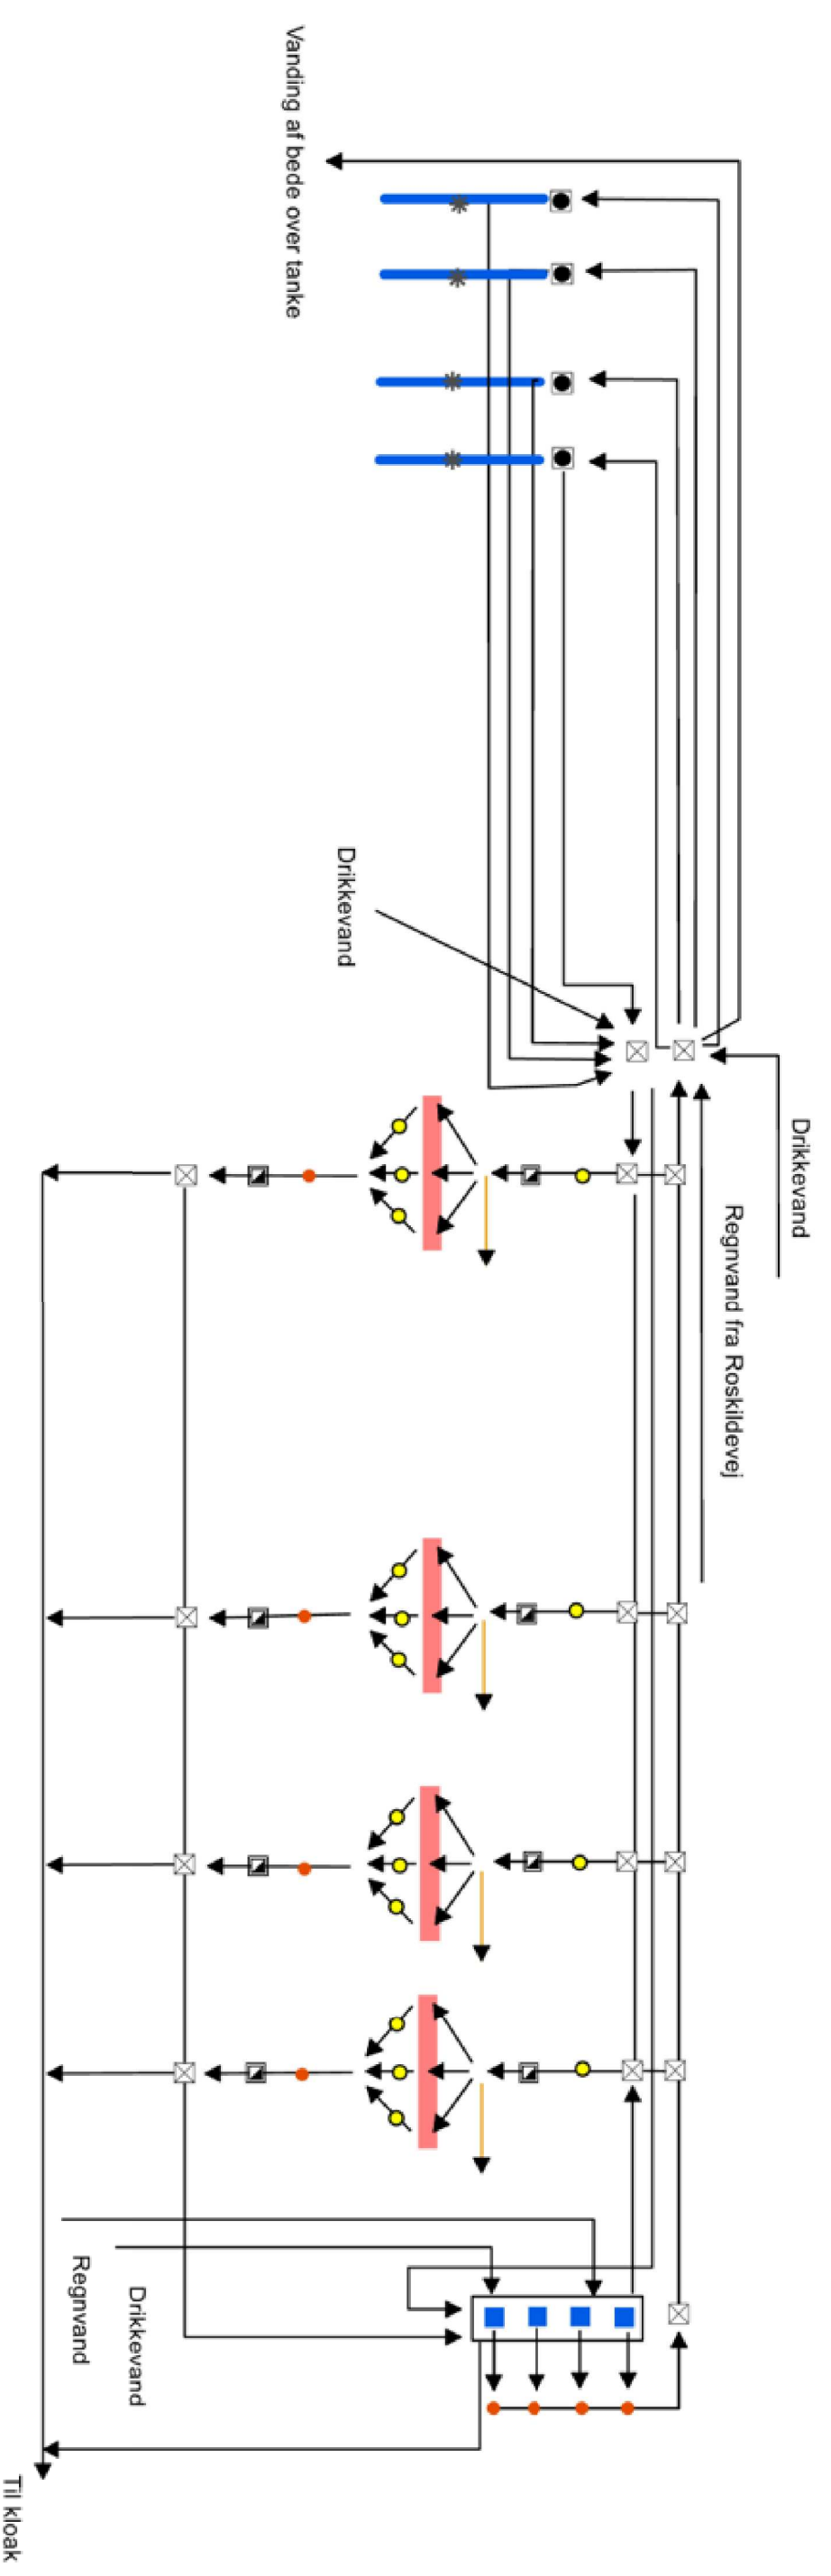 Vanding af bede over tanke
Drikkevand
Drikkevand
Regnvand fra Roskildevej
Regnvand
Drikkevand
Til kloak